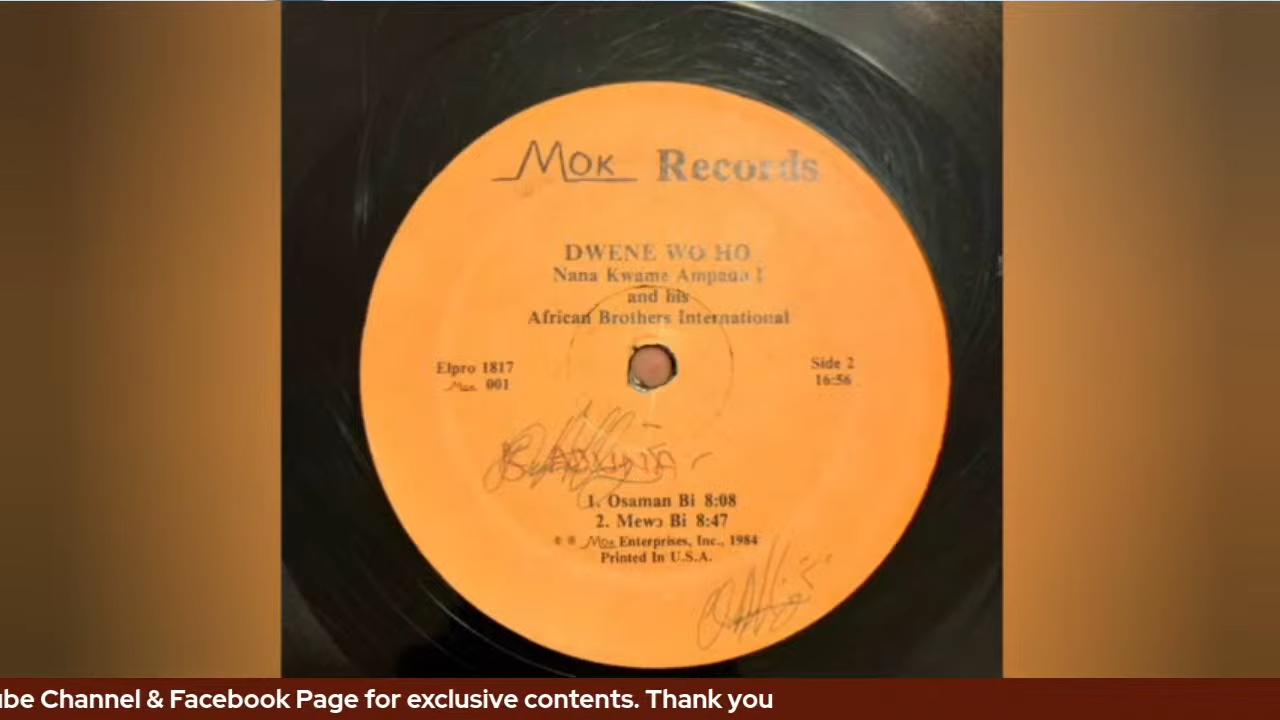 Mok Records
DWENE WO HO
Nana Kwame Ampadu I
and his
African Brothers International
Elpro 1817
Mok 001
Side 2
16:56
1. Osaman Bi 8:08
2. Mewɔ Bi 8:47
© ℗ Mok Enterprises, Inc., 1984
Printed In U.S.A.
ube Channel & Facebook Page for exclusive contents. Thank you